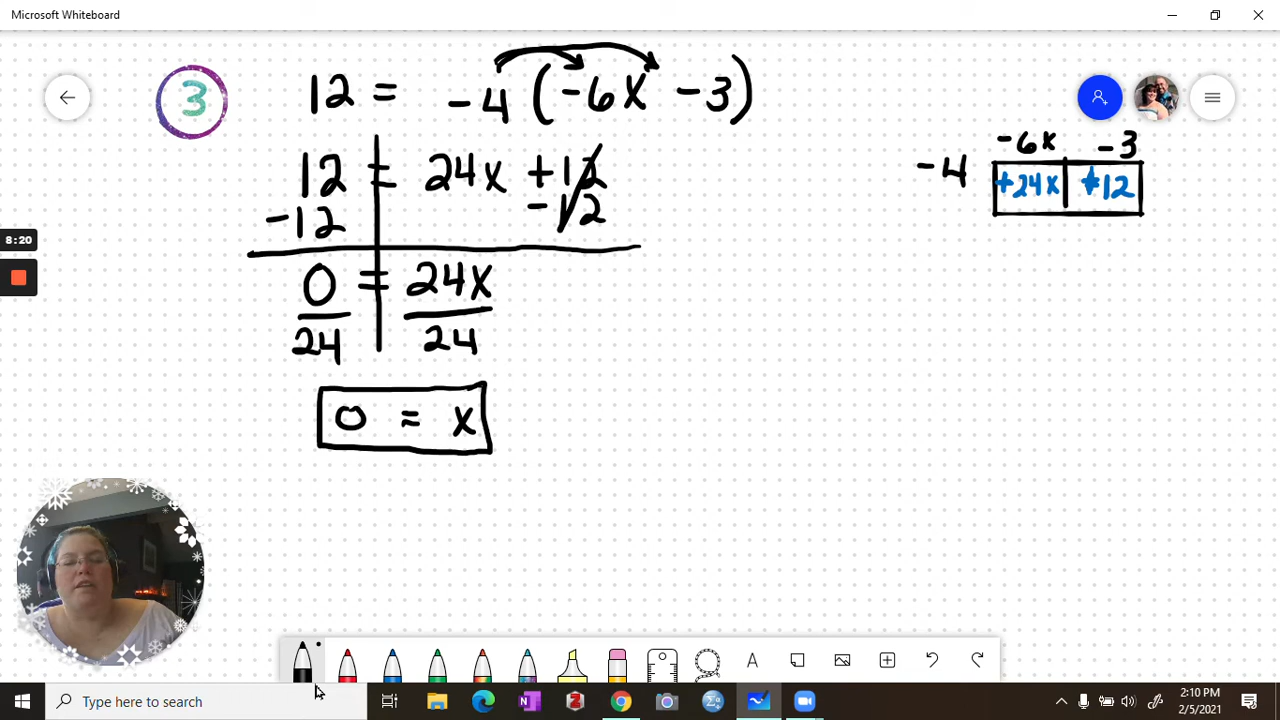 Microsoft Whiteboard
3
12 = -4 (-6x -3)
12 = 24x +12
-12 -12
0 = 24x
24 24
0 = x
-6x -3
-4 +24x +12
8:20
Type here to search
2:10 PM
2/5/2021